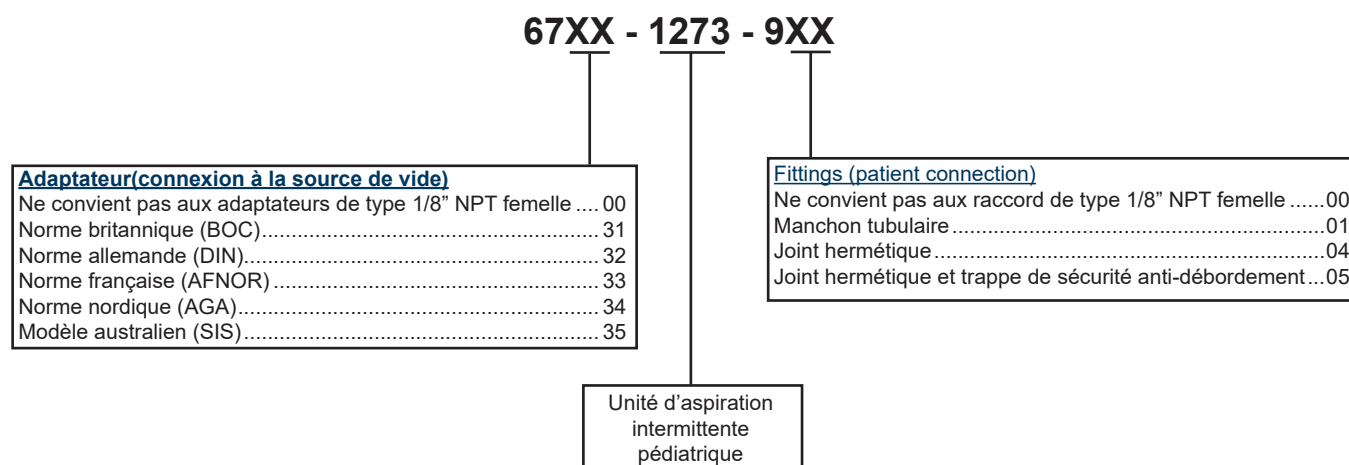 67XX - 1273 - 9XX
Adaptateur(connexion à la source de vide)
Ne convient pas aux adaptateurs de type 1/8” NPT femelle .... 00
Norme britannique (BOC)..................................................... 31
Norme allemande (DIN)........................................................ 32
Norme française (AFNOR) ................................................... 33
Norme nordique (AGA)......................................................... 34
Modèle australien (SIS)........................................................ 35
Fittings (patient connection)
Ne convient pas aux raccord de type 1/8” NPT femelle ......00
Manchon tubulaire ..........................................................01
Joint hermétique .............................................................04
Joint hermétique et trappe de sécurité anti-débordement...05
Unité d’aspiration
intermittente
pédiatrique